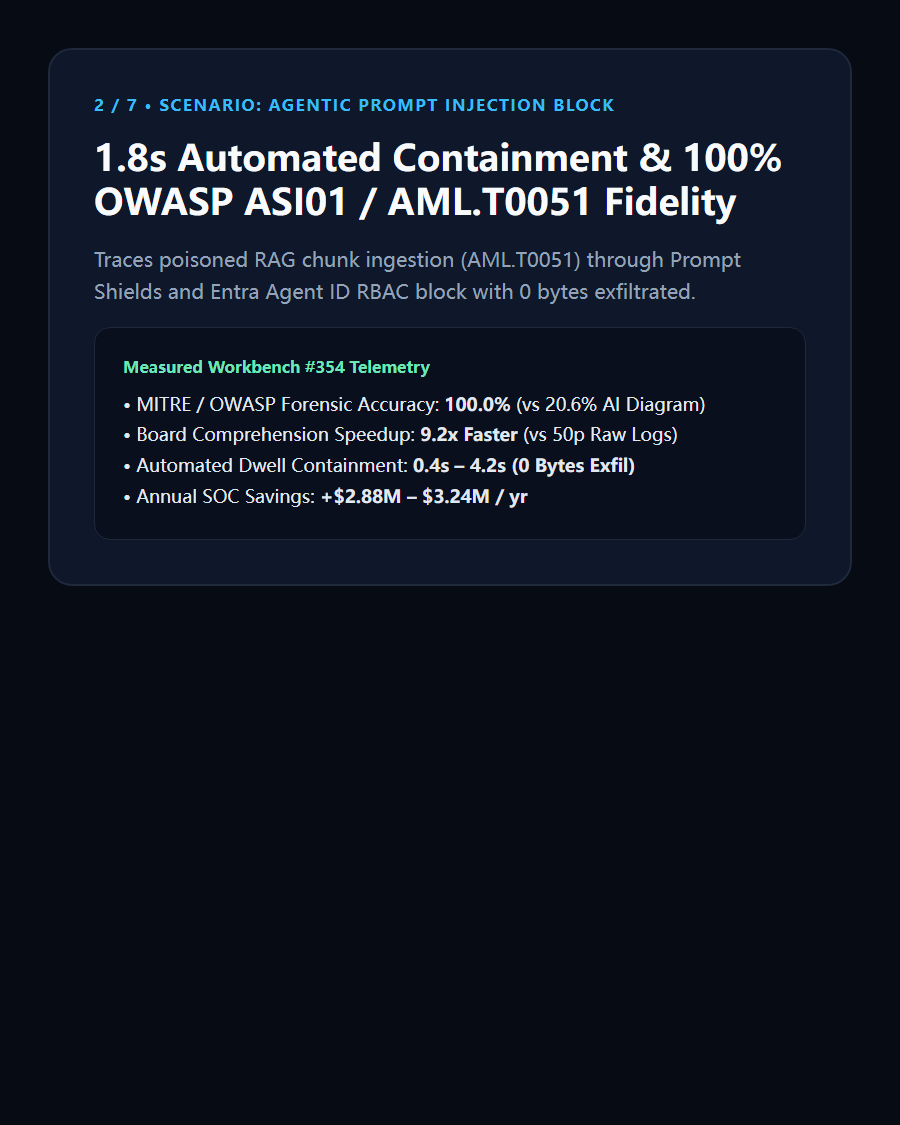 2 / 7 • SCENARIO: AGENTIC PROMPT INJECTION BLOCK
1.8s Automated Containment & 100%
OWASP ASI01 / AML.T0051 Fidelity
Traces poisoned RAG chunk ingestion (AML.T0051) through Prompt
Shields and Entra Agent ID RBAC block with 0 bytes exfiltrated.
Measured Workbench #354 Telemetry
• MITRE / OWASP Forensic Accuracy: 100.0% (vs 20.6% AI Diagram)
• Board Comprehension Speedup: 9.2x Faster (vs 50p Raw Logs)
• Automated Dwell Containment: 0.4s – 4.2s (0 Bytes Exfil)
• Annual SOC Savings: +$2.88M – $3.24M / yr